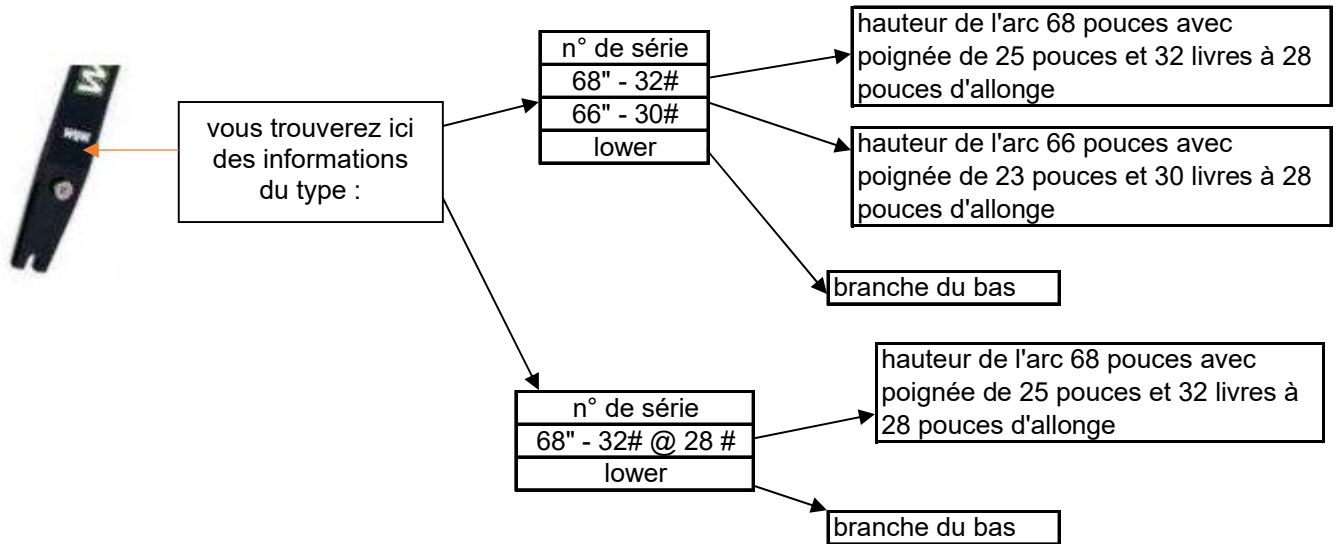 vous trouverez ici
des informations
du type :
n° de série
68" - 32#
66" - 30#
lower
hauteur de l'arc 68 pouces avec
poignée de 25 pouces et 32 livres à 28
pouces d'allonge
hauteur de l'arc 66 pouces avec
poignée de 23 pouces et 30 livres à 28
pouces d'allonge
branche du bas
n° de série
68" - 32# @ 28 #
lower
hauteur de l'arc 68 pouces avec
poignée de 25 pouces et 32 livres à
28 pouces d'allonge
branche du bas